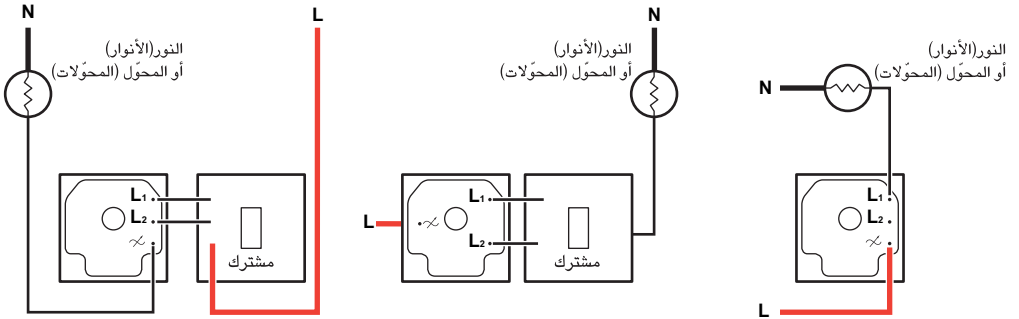 N
L
النور(الأنوار)
أو المحوّل (المحوّلات)
L1
L2
مشترك
N
النور(الأنوار)
أو المحوّل (المحوّلات)
L
L1
L2
مشترك
النور(الأنوار)
أو المحوّل (المحوّلات)
N
L1
L2
L